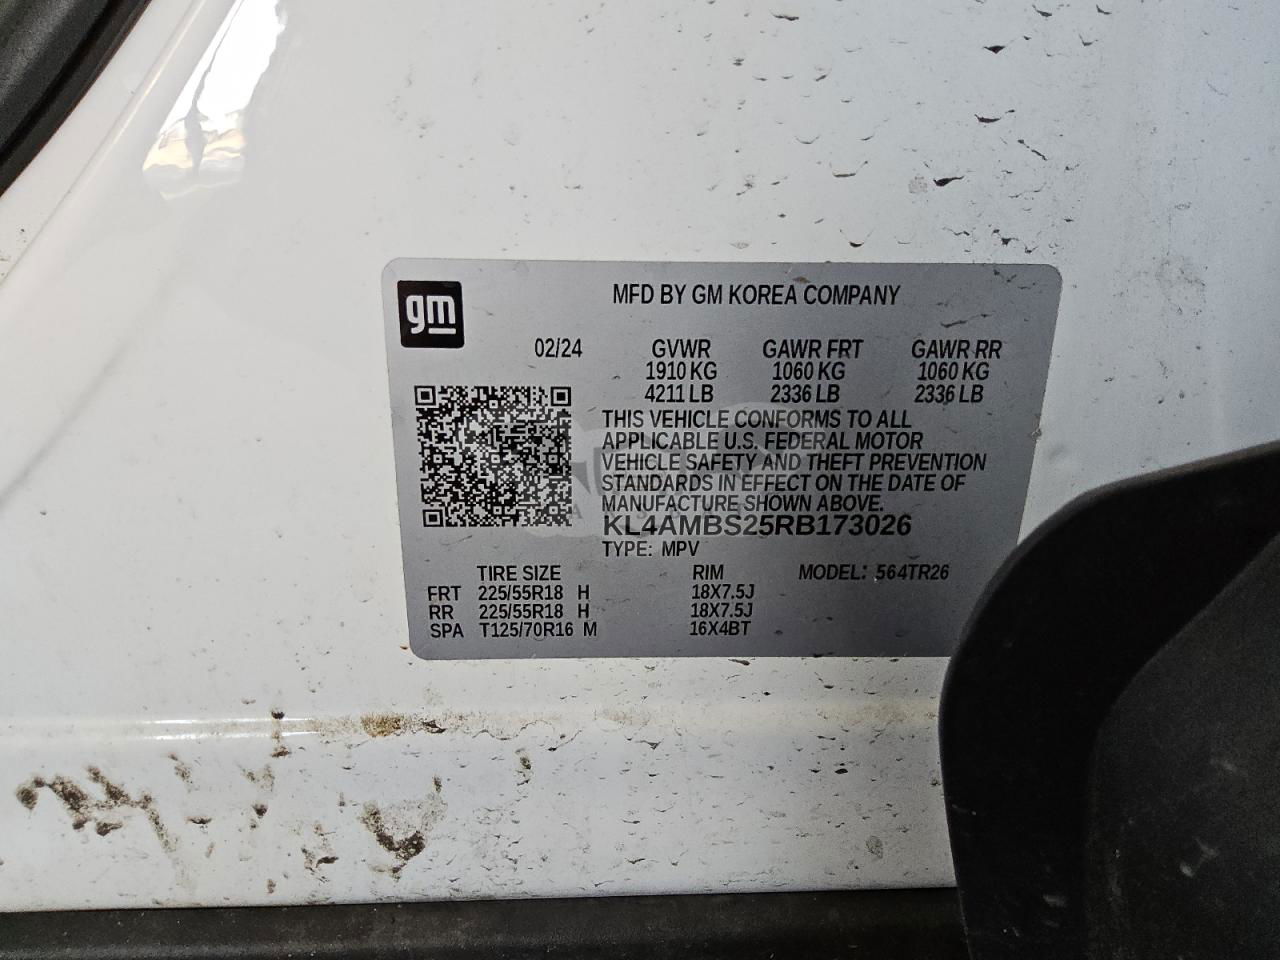 gm
MFD BY GM KOREA COMPANY
02/24 GVWR GAWR FRT GAWR RR
1910 KG 1060 KG 1060 KG
4211 LB 2336 LB 2336 LB
THIS VEHICLE CONFORMS TO ALL
APPLICABLE U.S. FEDERAL MOTOR
VEHICLE SAFETY AND THEFT PREVENTION
STANDARDS IN EFFECT ON THE DATE OF
MANUFACTURE SHOWN ABOVE.
KL4AMBS25RB173026
TYPE: MPV
TIRE SIZE RIM MODEL: 564TR26
FRT 225/55R18 H 18X7.5J
RR 225/55R18 H 18X7.5J
SPA T125/70R16 M 16X4BT